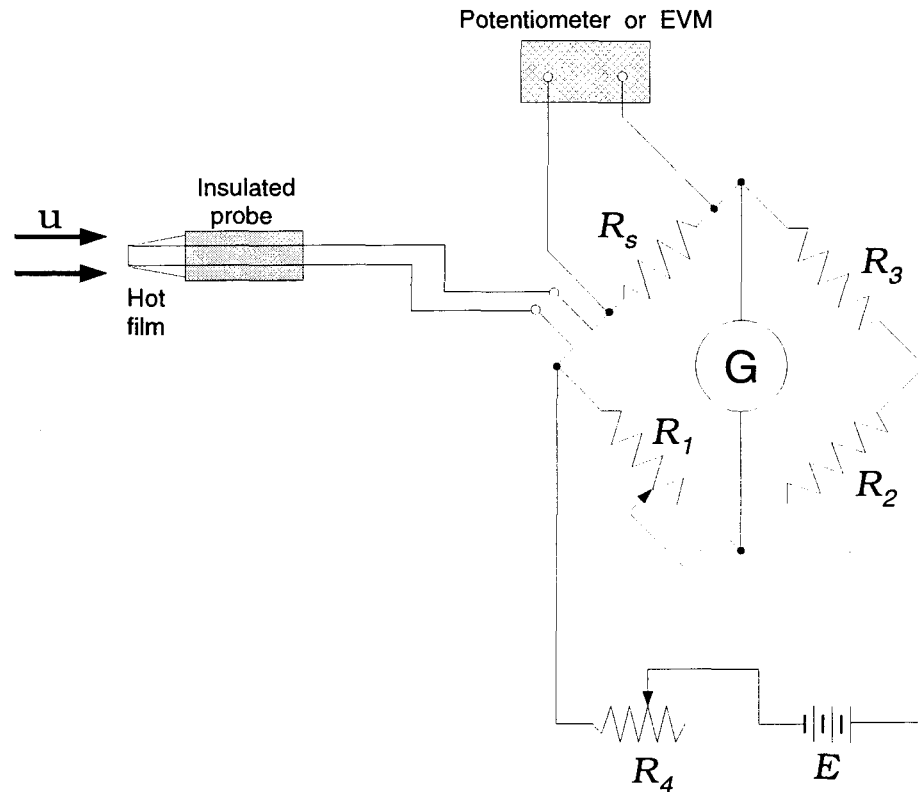 Potentiometer or EVM
Insulated
probe
u
Hot
film
R_s
R_3
G
R_1
R_2
R_4
E